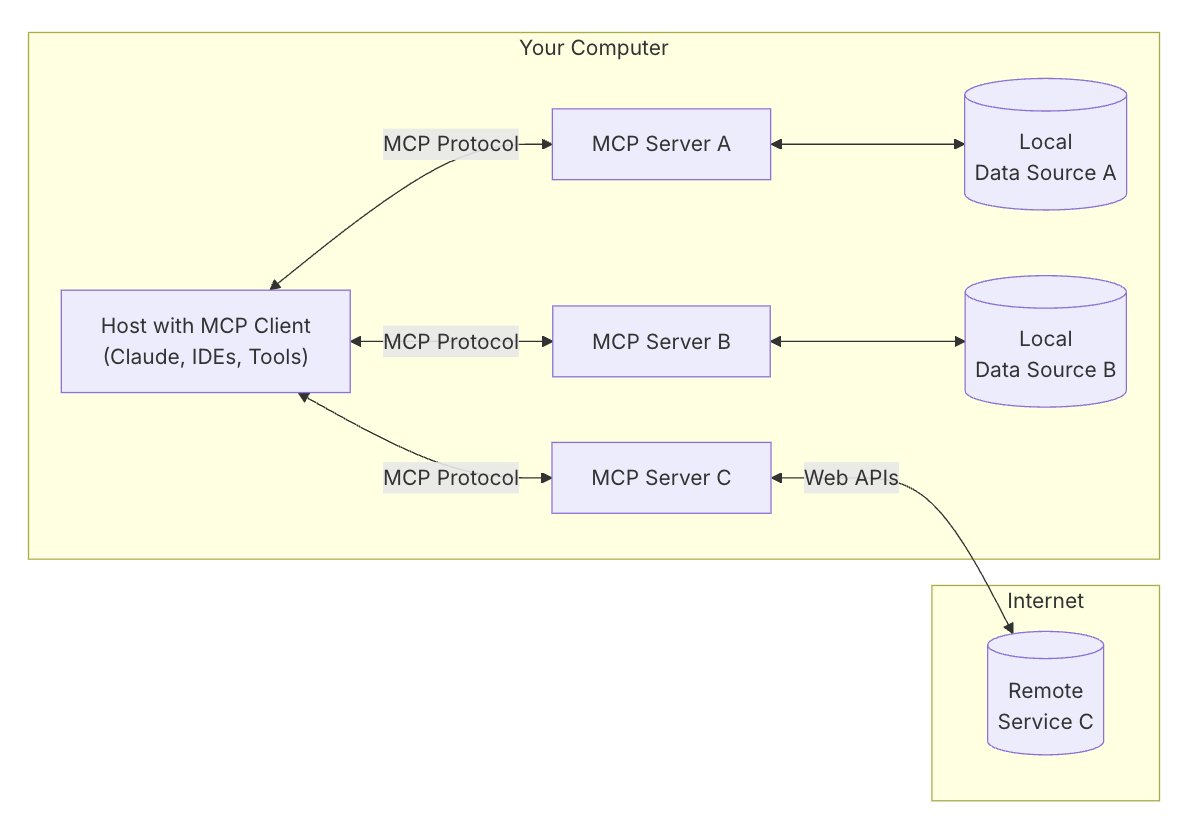 Your Computer
MCP Protocol
MCP Server A
Local
Data Source A
Host with MCP Client
(Claude, IDEs, Tools)
MCP Protocol
MCP Server B
Local
Data Source B
MCP Protocol
MCP Server C
Web APIs
Internet
Remote
Service C